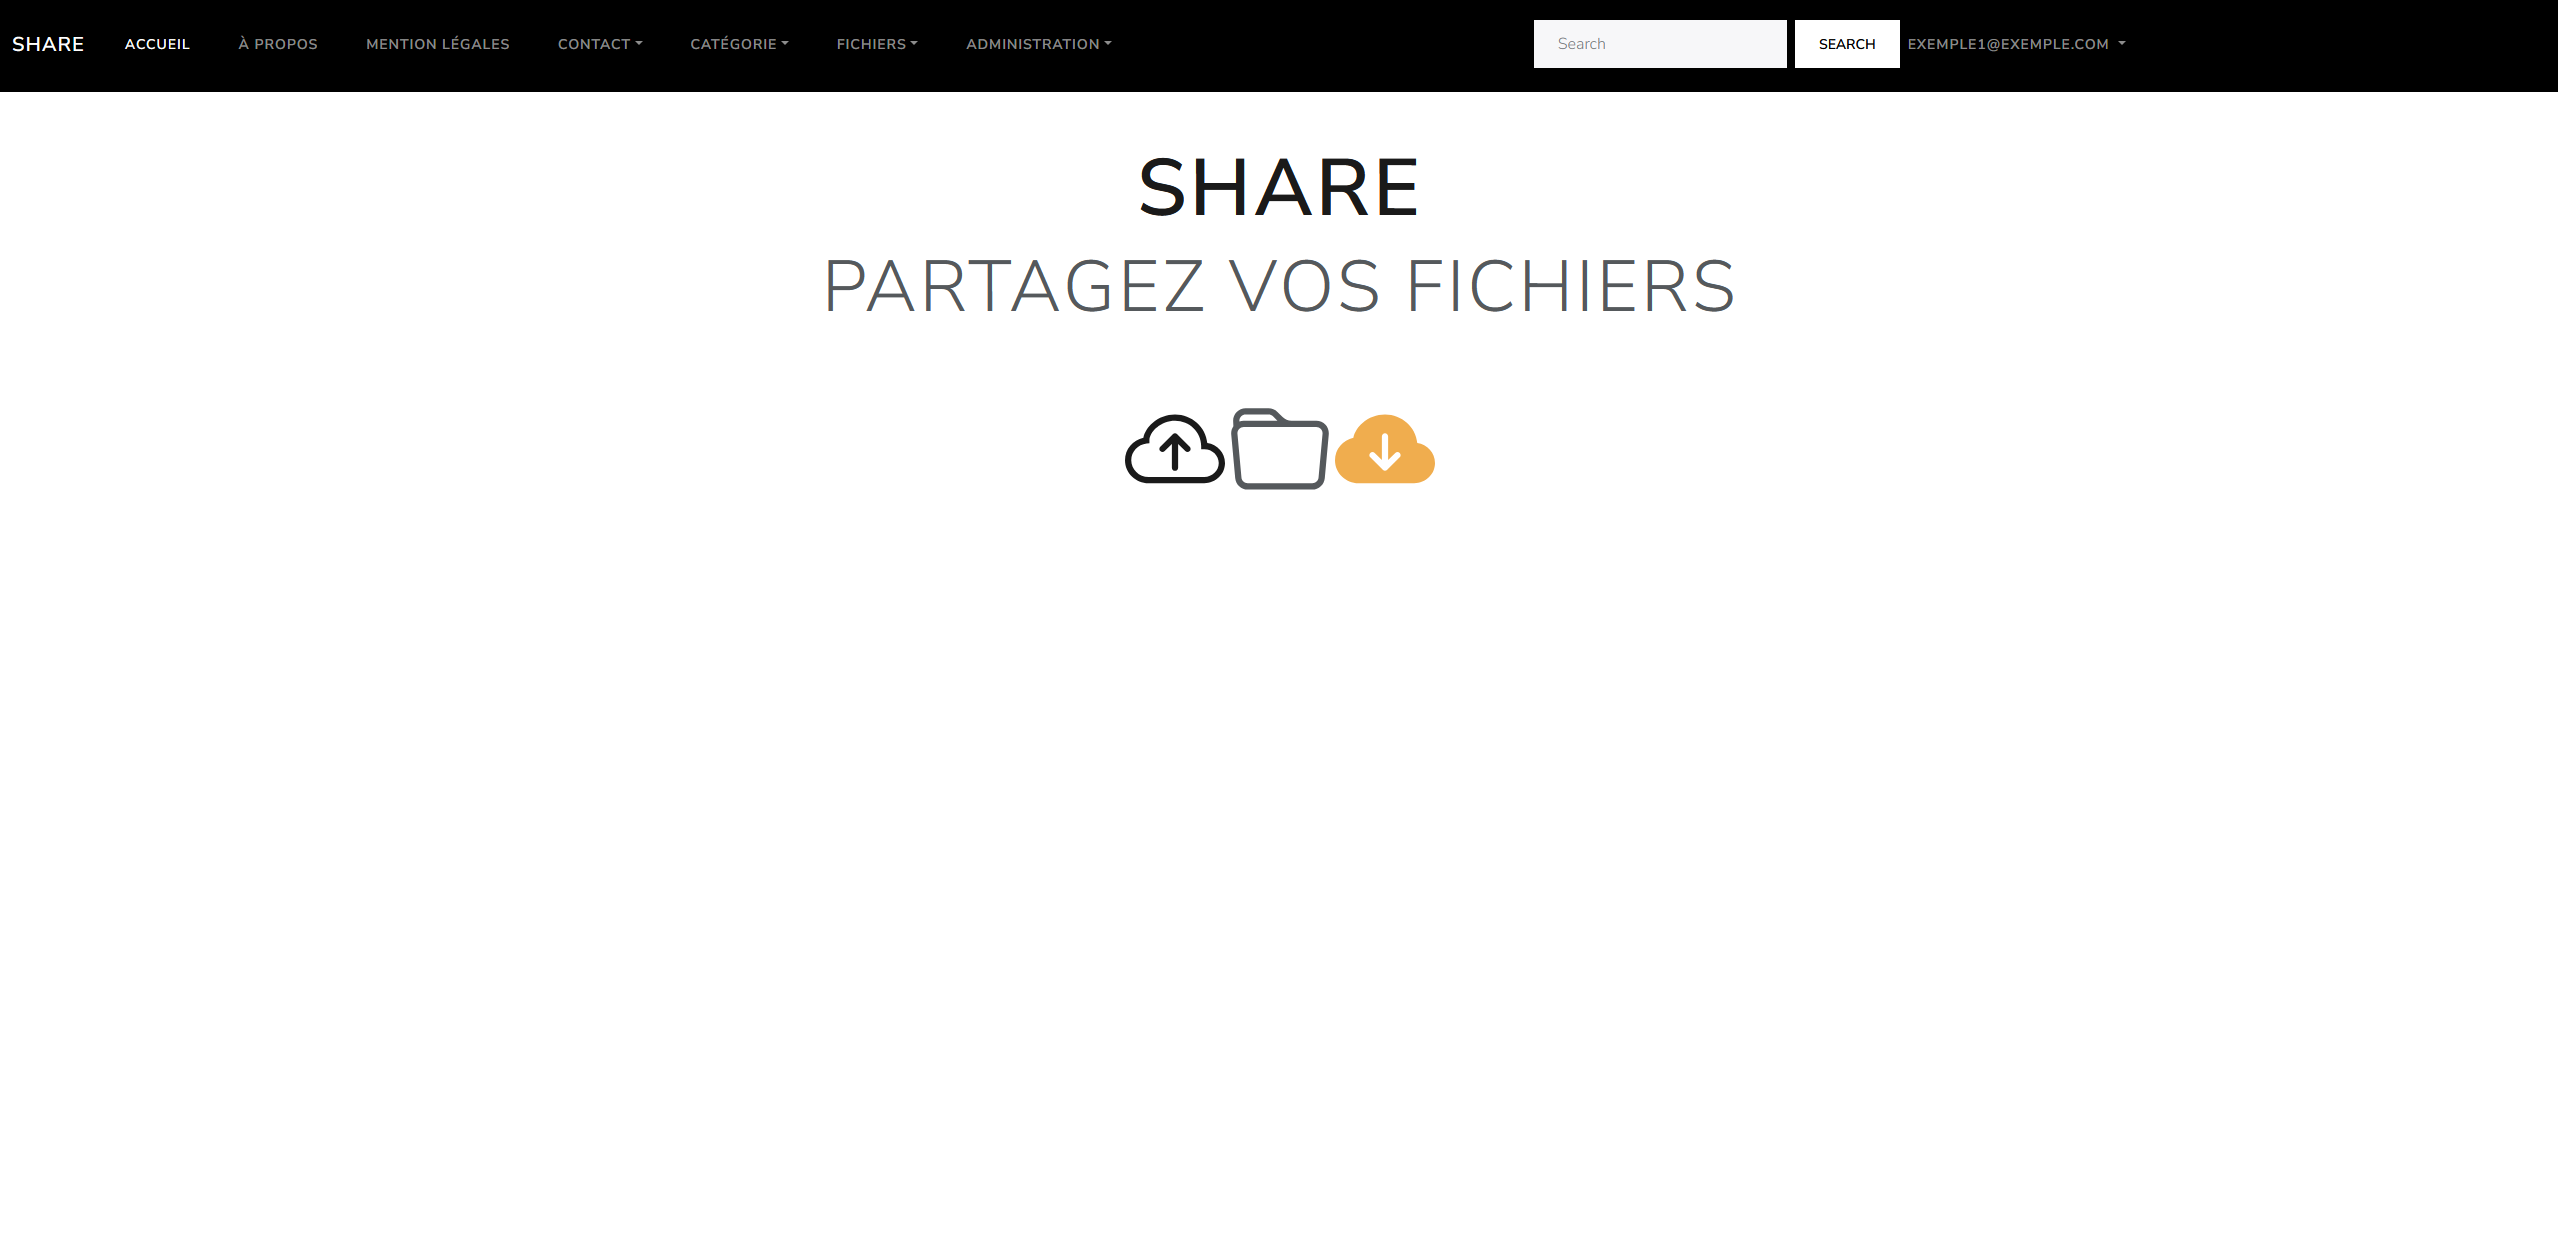 SHARE ACCUEIL À PROPOS MENTION LÉGALES CONTACT CATÉGORIE FICHIERS ADMINISTRATION Search SEARCH EXEMPLE1@EXEMPLE.COM
SHARE
PARTAGEZ VOS FICHIERS